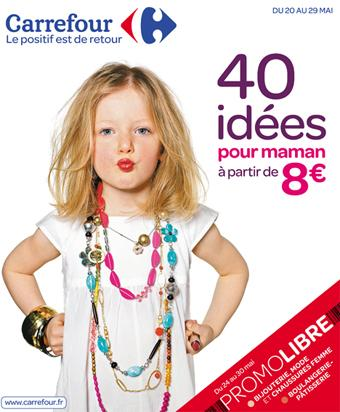 Carrefour
Le positif est de retour
DU 20 AU 29 MAI
40
idées
pour maman
à partir de
8€
Du 24 au 30 mai
PROMOLIBRE
BIJOUTERIE, MODE
ET CHAUSSURES FEMME
BOULANGERIE-
PATISSERIE
www.carrefour.fr